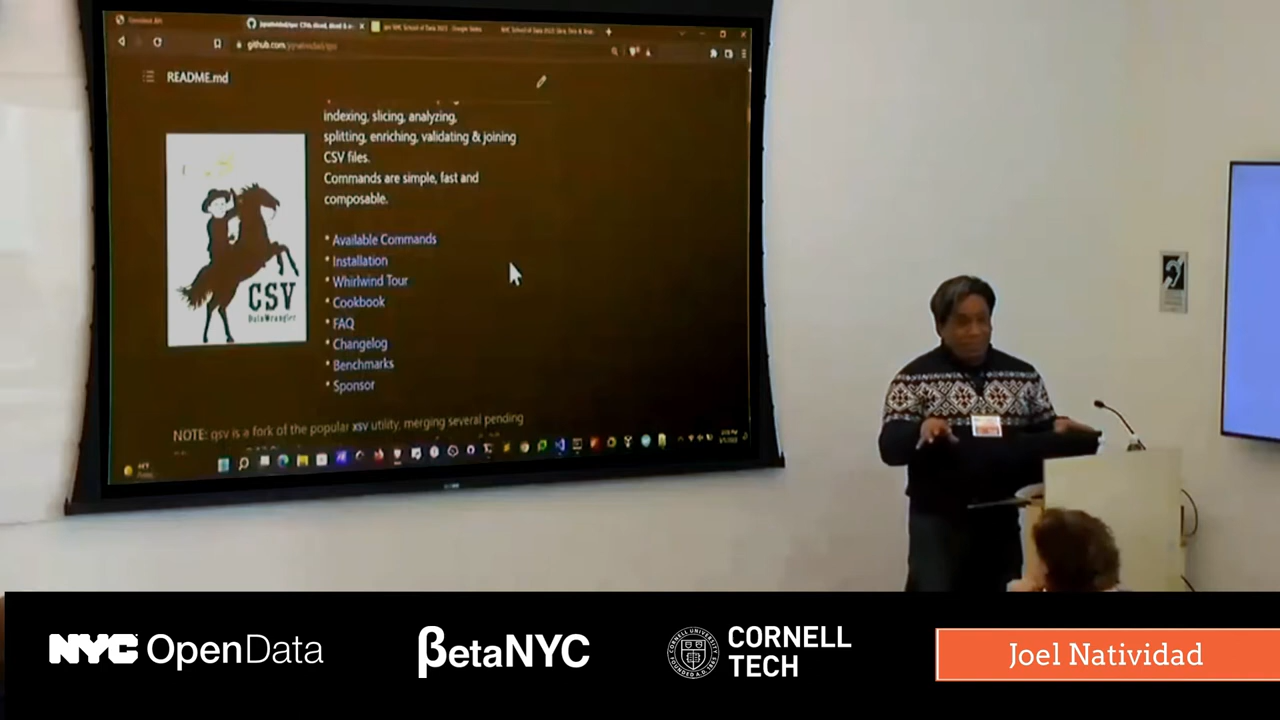 README.md
indexing, slicing, analyzing,
splitting, enriching, validating & joining
CSV files.
Commands are simple, fast and
composable.
* Available Commands
* Installation
* Whirlwind Tour
* Cookbook
* FAQ
* Changelog
* Benchmarks
* Sponsor
CSV
DataWrangler
NOTE: qsv is a fork of the popular xsv utility, merging several pending
NYC OpenData
βetaNYC
CORNELL
TECH
Joel Natividad